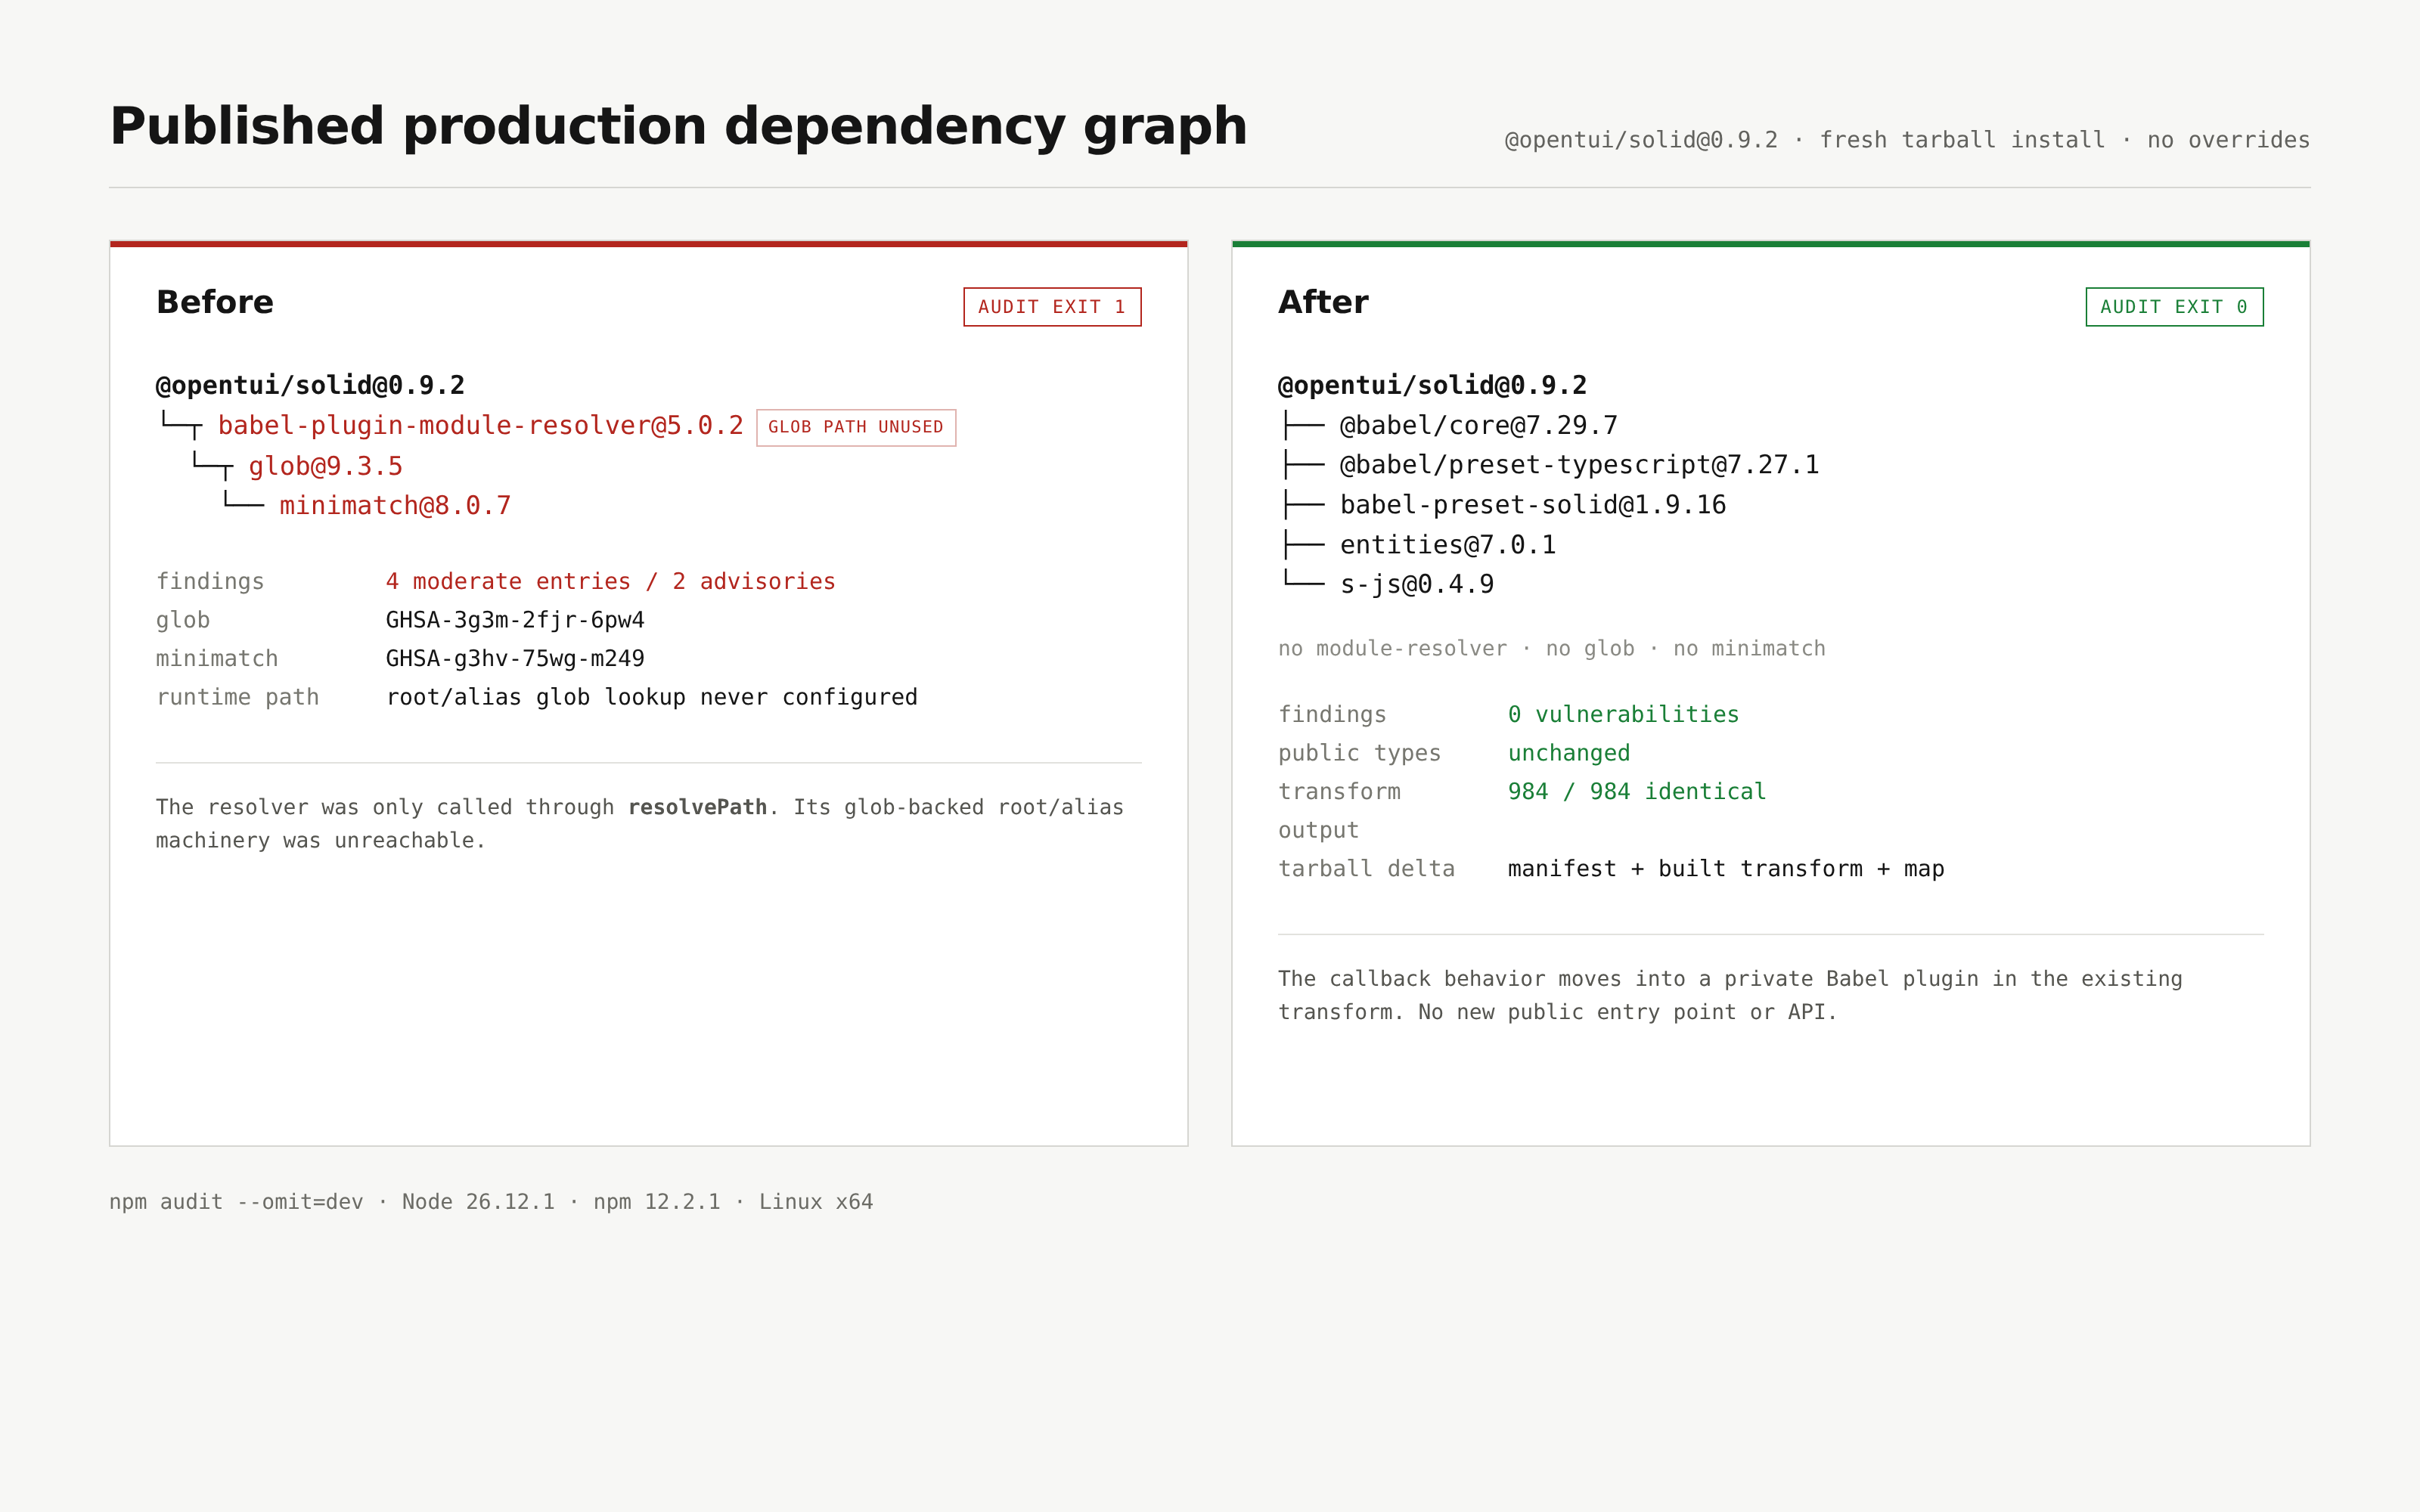 Published production dependency graph
@opentui/solid@0.9.2 · fresh tarball install · no overrides
Before
AUDIT EXIT 1
@opentui/solid@0.9.2
└─┬ babel-plugin-module-resolver@5.0.2 GLOB PATH UNUSED
  └─┬ glob@9.3.5
    └── minimatch@8.0.7
findings 4 moderate entries / 2 advisories
glob GHSA-3g3m-2fjr-6pw4
minimatch GHSA-g3hv-75wg-m249
runtime path root/alias glob lookup never configured
The resolver was only called through resolvePath. Its glob-backed root/alias
machinery was unreachable.
After
AUDIT EXIT 0
@opentui/solid@0.9.2
├── @babel/core@7.29.7
├── @babel/preset-typescript@7.27.1
├── babel-preset-solid@1.9.16
├── entities@7.0.1
└── s-js@0.4.9
no module-resolver · no glob · no minimatch
findings 0 vulnerabilities
public types unchanged
transform 984 / 984 identical
output
tarball delta manifest + built transform + map
The callback behavior moves into a private Babel plugin in the existing
transform. No new public entry point or API.
npm audit --omit=dev · Node 26.12.1 · npm 12.2.1 · Linux x64